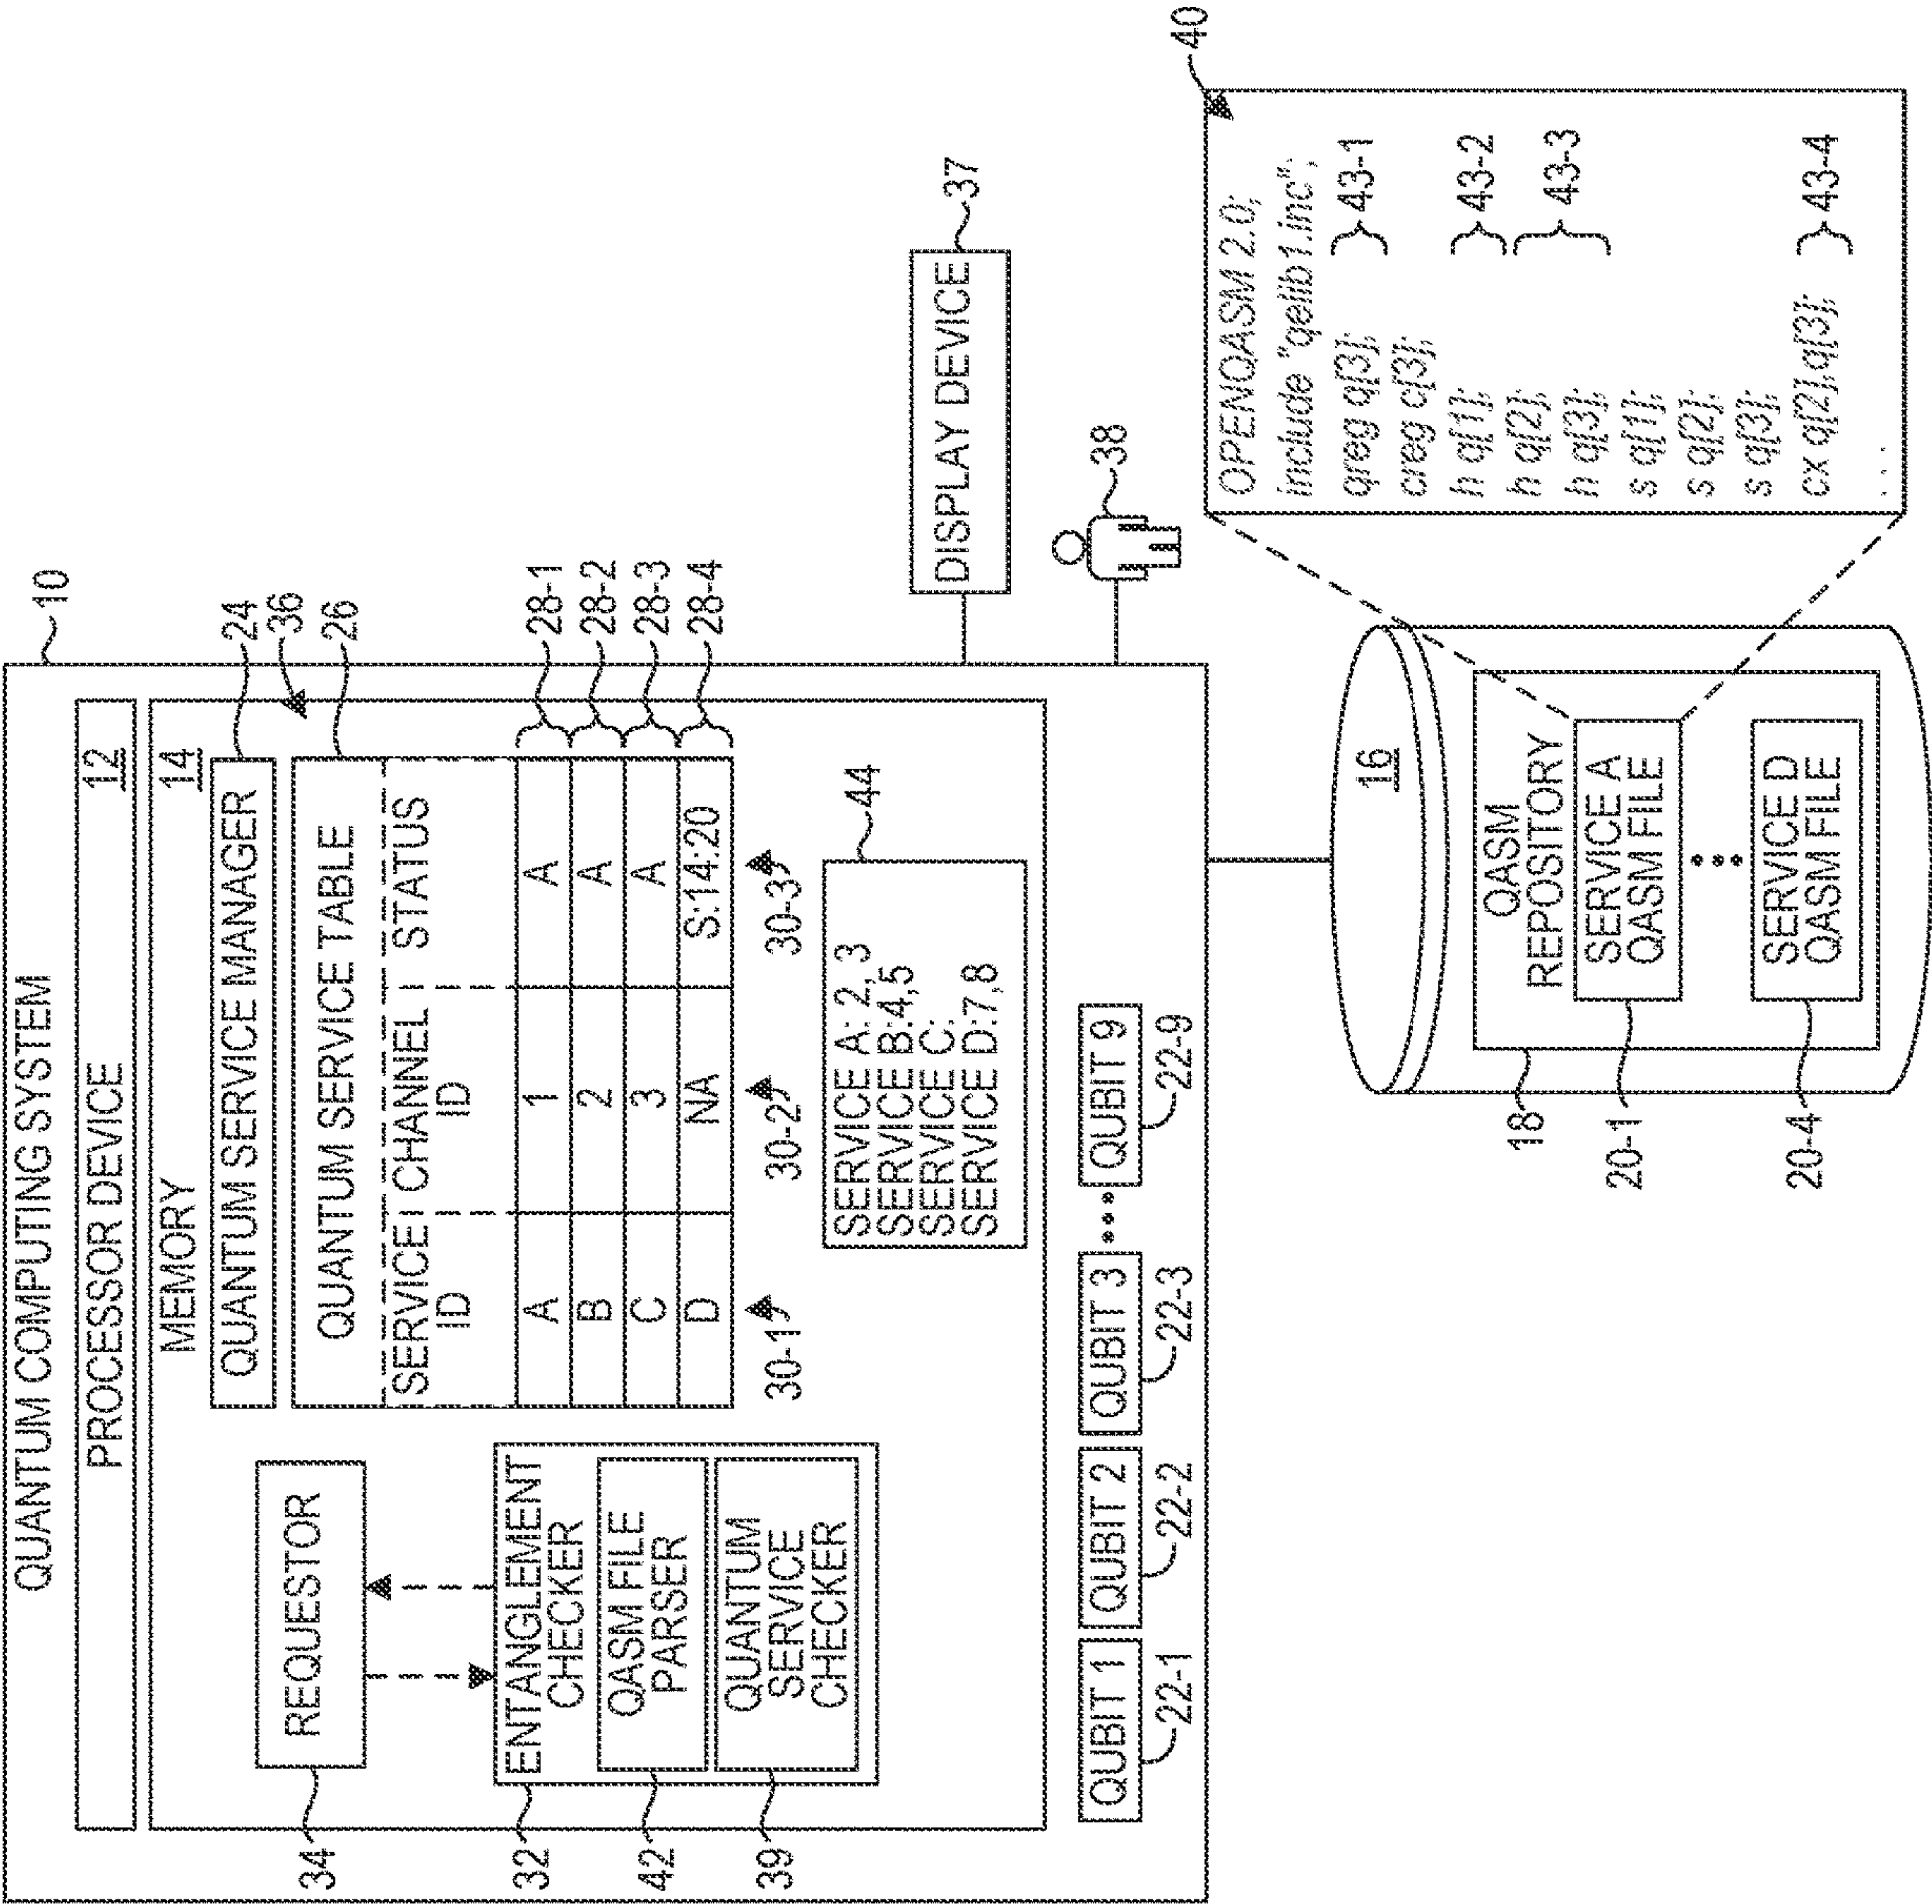 QUANTUM COMPUTING SYSTEM
10
PROCESSOR DEVICE
12
MEMORY
14
QUANTUM SERVICE MANAGER
24
36
REQUESTOR
34
QUANTUM SERVICE TABLE
26
SERVICE ID
CHANNEL ID
STATUS
A 1 A
28-1
B 2 A
28-2
C 3 A
28-3
D NA S:14:20
28-4
30-1
30-2
30-3
ENTANGLEMENT
CHECKER
32
QASM FILE
PARSER
42
QUANTUM
SERVICE
CHECKER
39
SERVICE A: 2, 3
SERVICE B:4,5
SERVICE C:
SERVICE D:7,8
44
QUBIT 1
22-1
QUBIT 2
22-2
QUBIT 3
22-3
QUBIT 9
22-9
DISPLAY DEVICE
37
38
16
QASM
REPOSITORY
18
SERVICE A
QASM FILE
20-1
SERVICE D
QASM FILE
20-4
40
OPENQASM 2.0;
include "qelib1.inc";
qreg q[3];
43-1
creg c[3];
h q[1];
43-2
h q[2];
h q[3];
43-3
s q[1];
s q[2];
s q[3];
cx q[2],q[3];
43-4
. . .